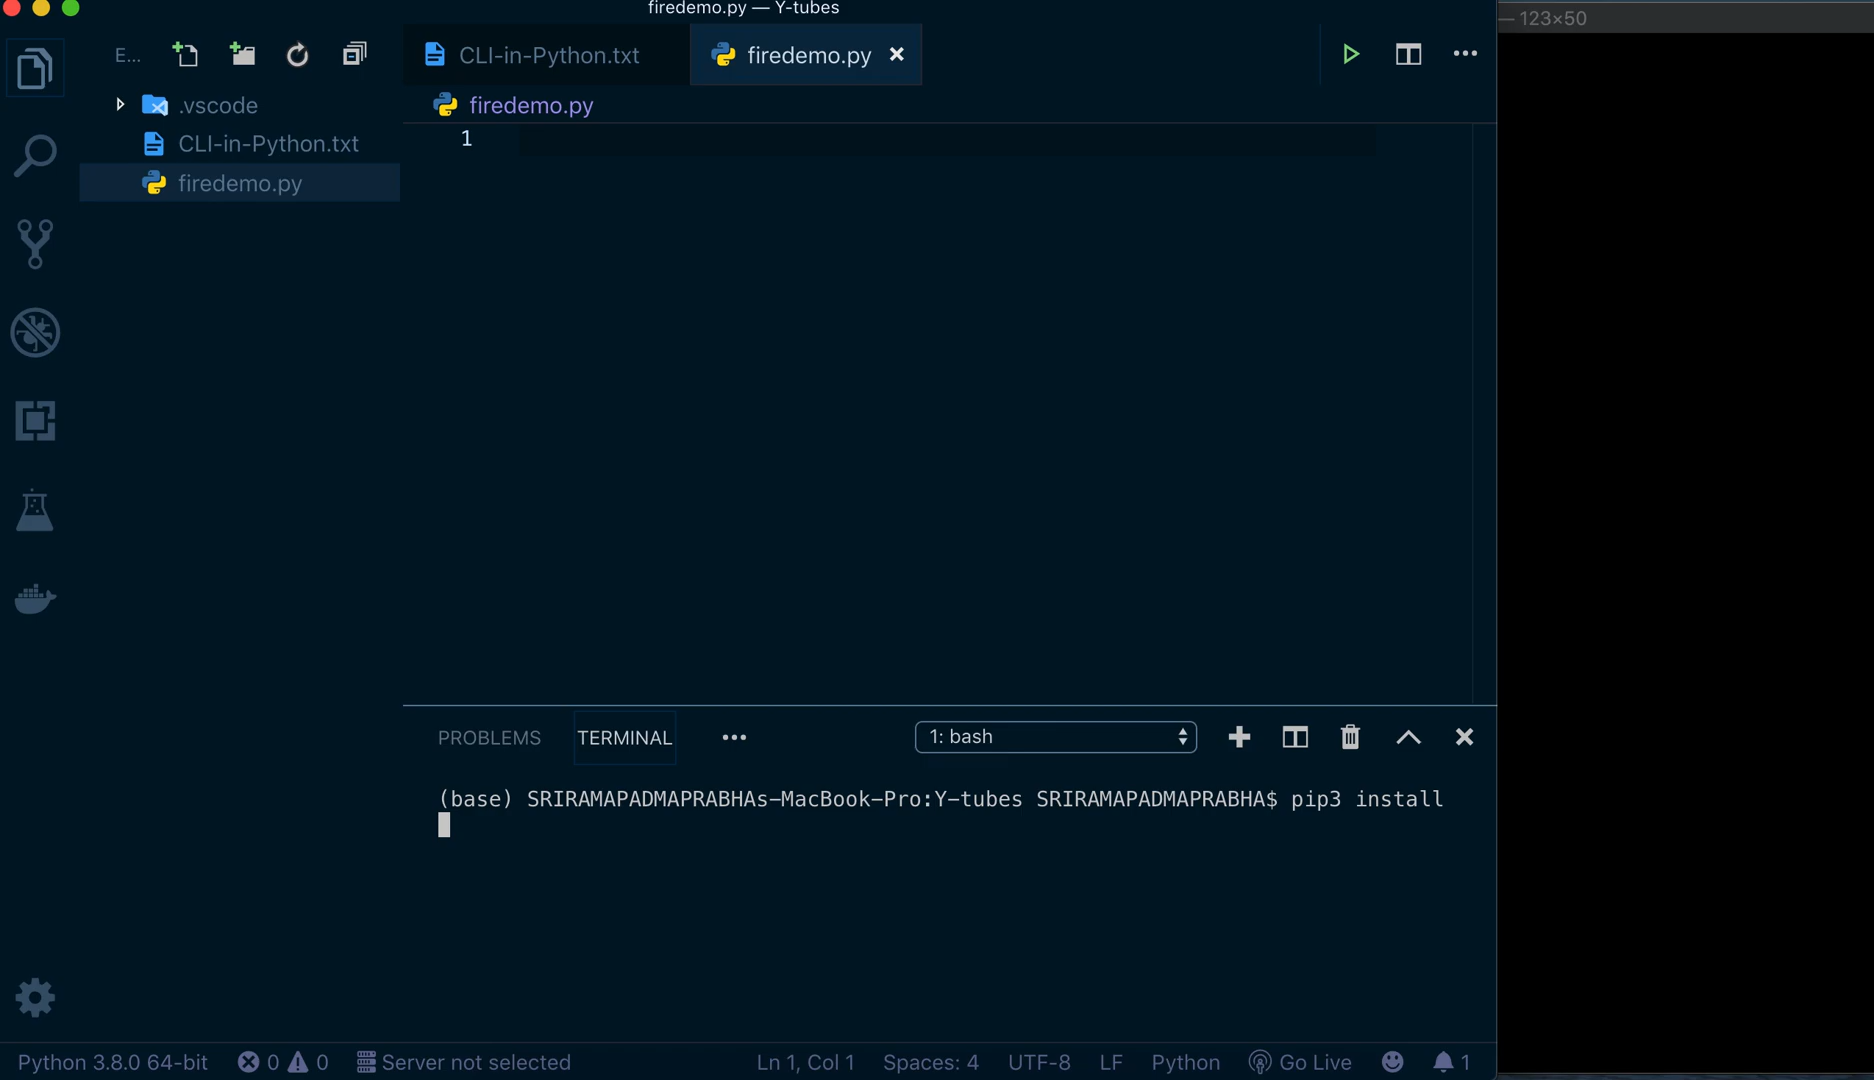 firedemo.py — Y-tubes
— 123×50
E...
CLI-in-Python.txt
firedemo.py
.vscode
CLI-in-Python.txt
firedemo.py
firedemo.py
1
PROBLEMS
TERMINAL
1: bash
(base) SRIRAMAPADMAPRABHAs-MacBook-Pro:Y-tubes SRIRAMAPADMAPRABHA$ pip3 install
Python 3.8.0 64-bit
0
0
Server not selected
Ln 1, Col 1
Spaces: 4
UTF-8
LF
Python
Go Live
1